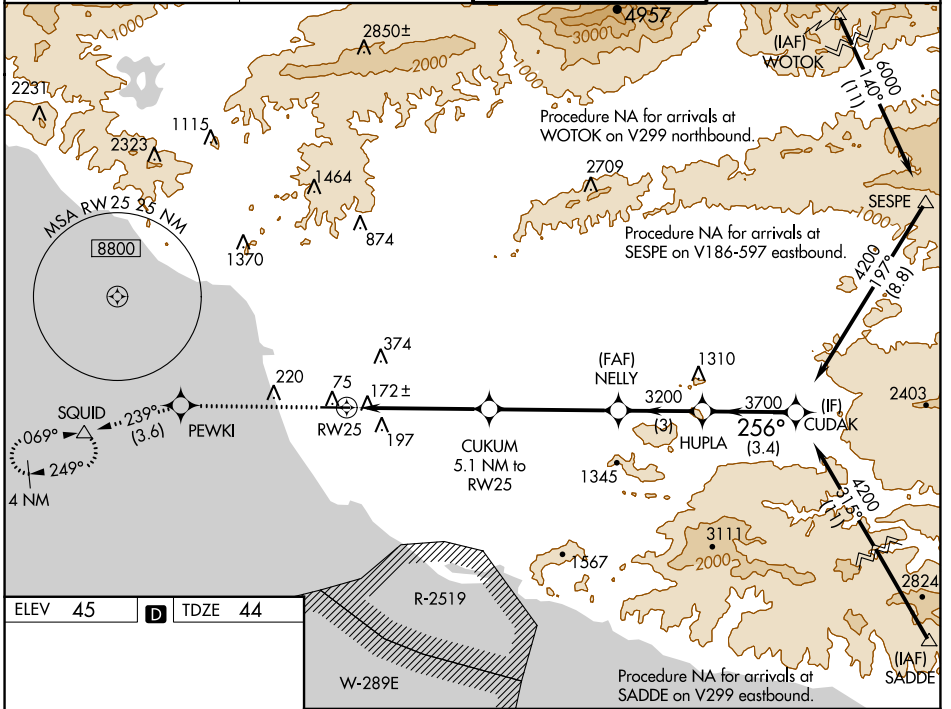 4957
3000
2850±
2000
1000
1000
(IAF)
WOTOK
6000
140°
(11)
2231
1115
2323
1464
874
1370
Procedure NA for arrivals at
WOTOK on V299 northbound.
2709
SESPE
1000
MSA RW 25 25 NM
8800
Procedure NA for arrivals at
SESPE on V186-597 eastbound.
4200
197°
(8.8)
374
220
75
172±
197
RW25
PEWKI
SQUID
239°
(3.6)
069°
249°
4 NM
CUKUM
5.1 NM to
RW25
(FAF)
NELLY
3200
(3)
1310
HUPLA
3700
256°
(3.4)
(IF)
CUDAK
2403
1345
4200
315°
(11)
3111
2000
1567
2824
R-2519
W-289E
(IAF)
SADDE
Procedure NA for arrivals at
SADDE on V299 eastbound.
ELEV 45 D TDZE 44